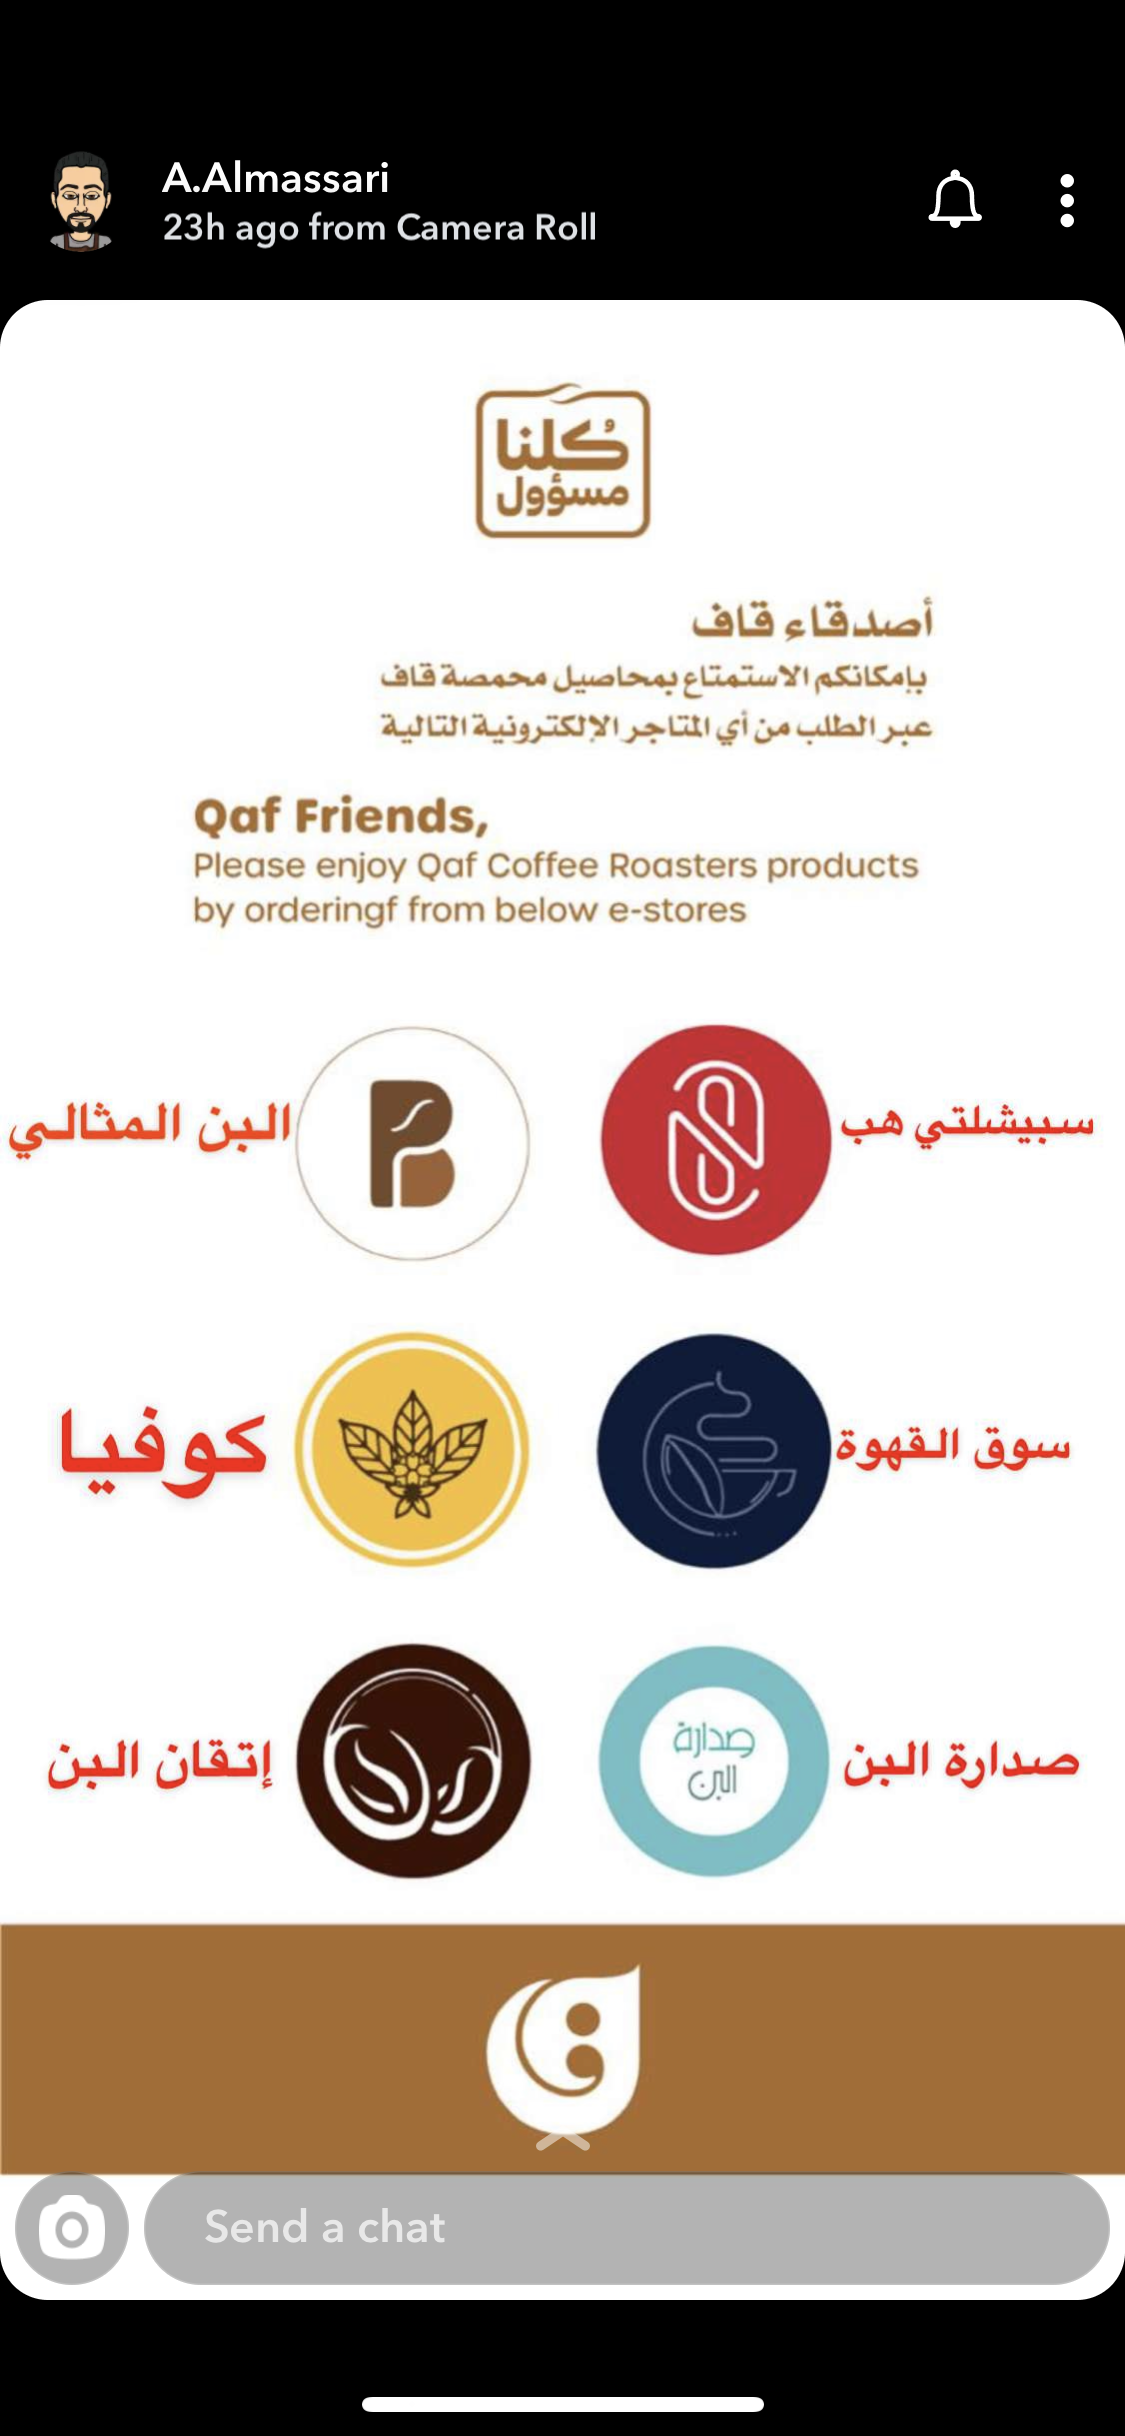 A.Almassari
23h ago from Camera Roll
كُلنا
مسؤول
أصدقاء قاف
بإمكانكم الاستمتاع بمحاصيل محمصة قاف
عبر الطلب من أي المتاجر الإلكترونية التالية
Qaf Friends,
Please enjoy Qaf Coffee Roasters products
by orderingf from below e-stores
سبيشلتي هب
البن المثالي
سوق القهوة
كوفيا
صدارة البن
صدارة
البن
إتقان البن
Send a chat